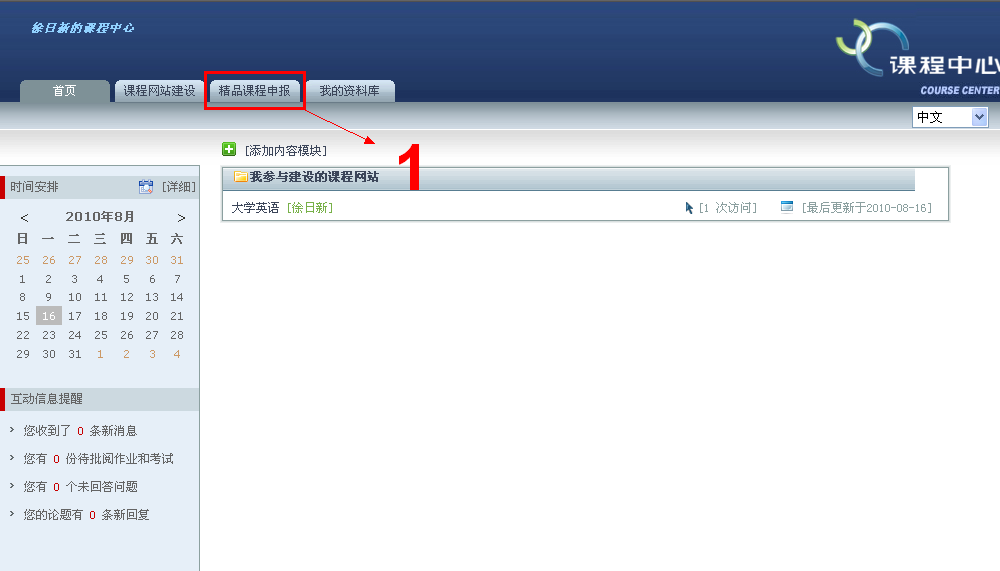 徐日新的课程中心
课程中心
COURSE CENTER
首页 课程网站建设 精品课程申报 我的资料库
中文
[添加内容模块]
1
时间安排 [详细]
我参与建设的课程网站
大学英语 [徐日新] [1 次访问] [最后更新于2010-08-16]
< 2010年8月 >
日 一 二 三 四 五 六
25 26 27 28 29 30 31
1 2 3 4 5 6 7
8 9 10 11 12 13 14
15 16 17 18 19 20 21
22 23 24 25 26 27 28
29 30 31 1 2 3 4
互动信息提醒
您收到了 0 条新消息
您有 0 份待批阅作业和考试
您有 0 个未回答问题
您的论题有 0 条新回复